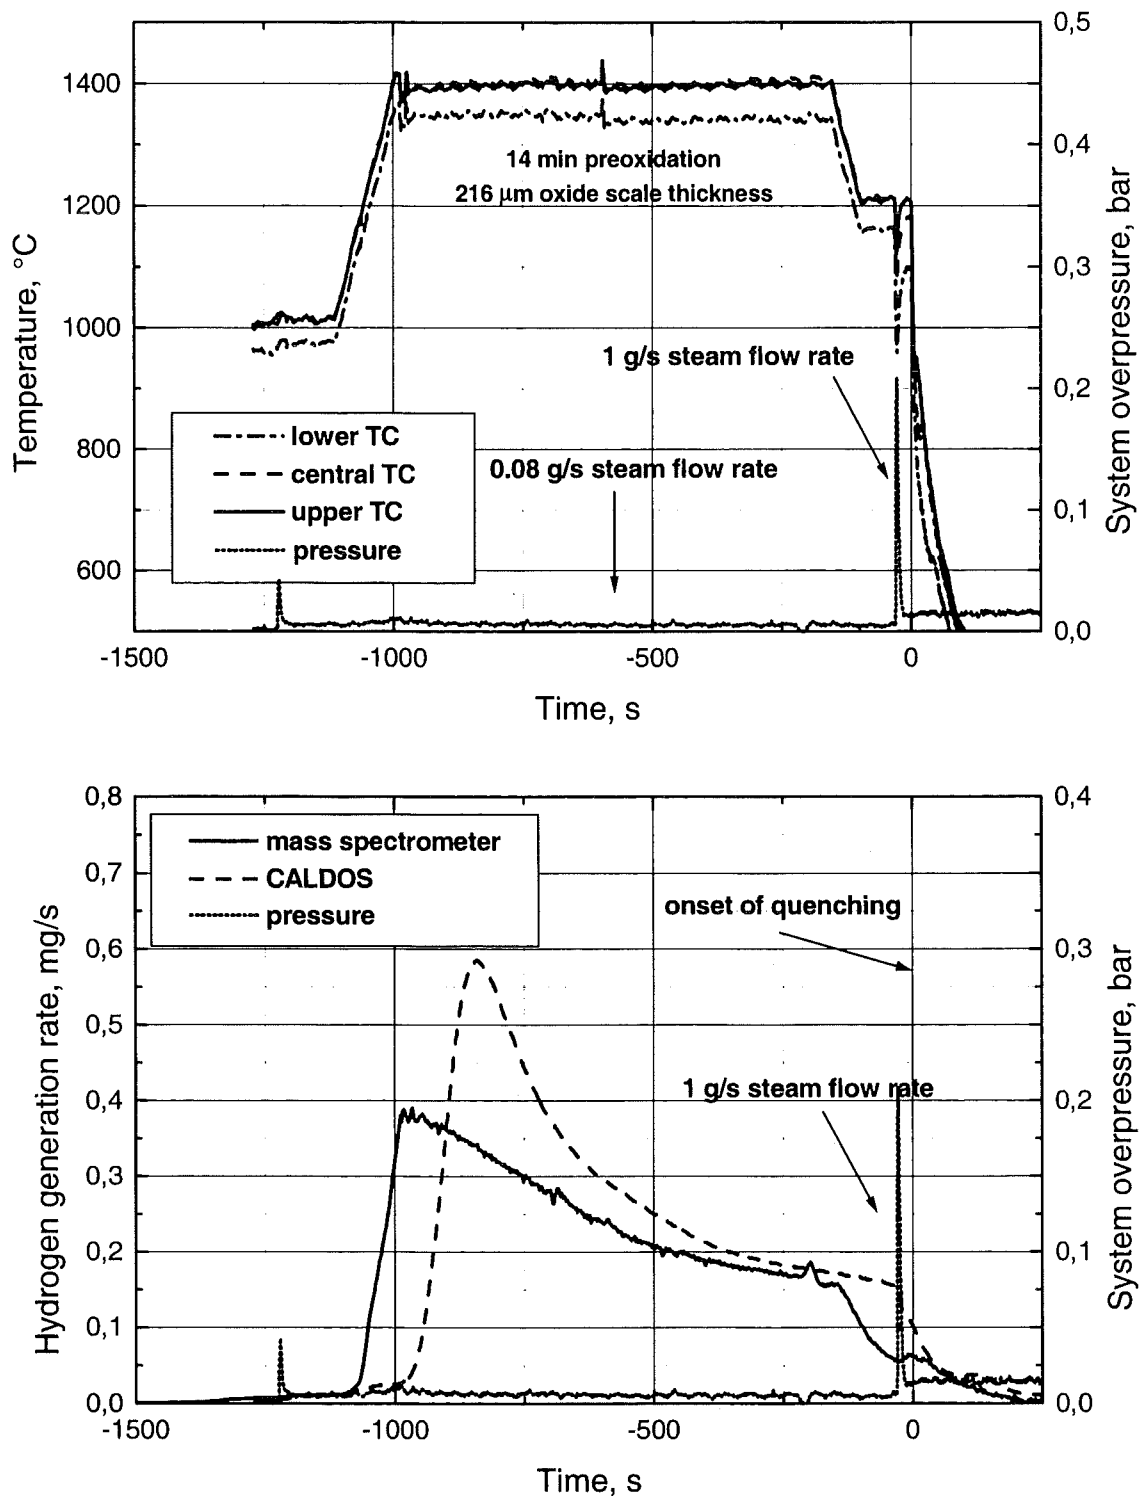 0,5
1400
0,4
14 min preoxidation
216 µm oxide scale thickness
1200
0,3
1000
1 g/s steam flow rate
0,2
lower TC
800
central TC
0.08 g/s steam flow rate
upper TC
0,1
pressure
600
0,0
-1500
-1000
-500
0
Time, s
Temperature, °C
System overpressure, bar
0,8
0,4
mass spectrometer
0,7
CALDOS
pressure
onset of quenching
0,6
0,3
0,5
1 g/s steam flow rate
0,4
0,2
0,3
0,2
0,1
0,1
0,0
0,0
-1500
-1000
-500
0
Time, s
Hydrogen generation rate, mg/s
System overpressure, bar